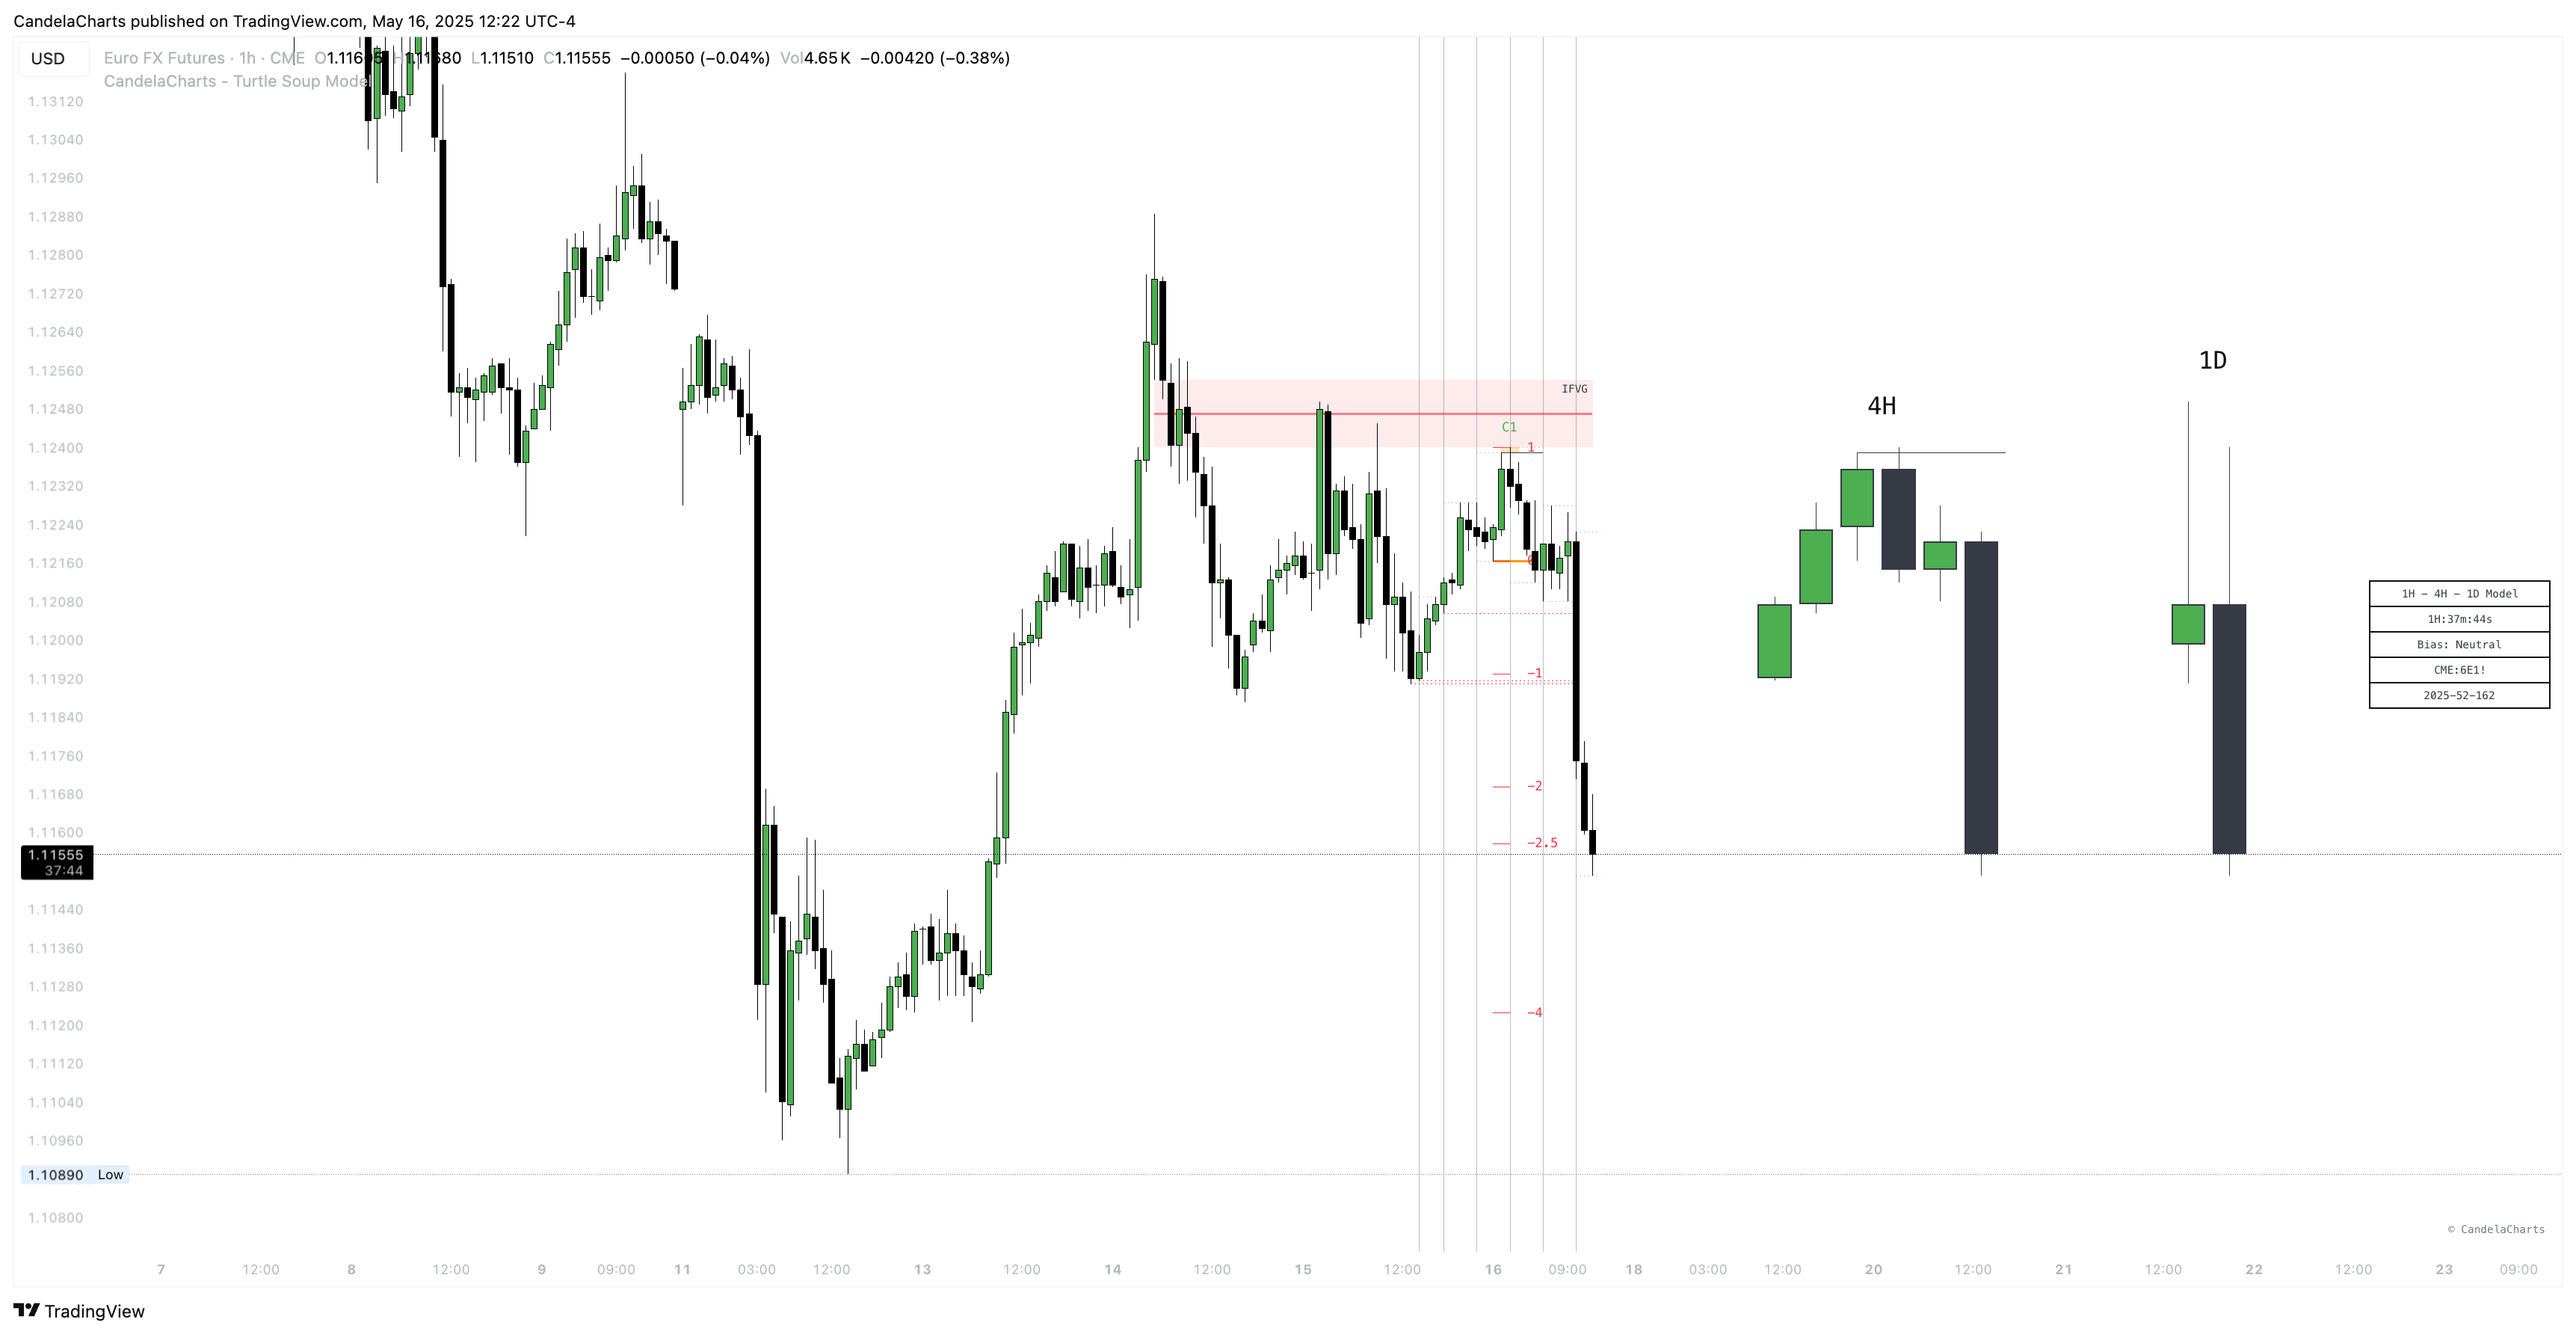 CandelaCharts published on TradingView.com, May 16, 2025 12:22 UTC-4
USD
Euro FX Futures · 1h · CME O1.11605 H1.11680 L1.11510 C1.11555 −0.00050 (−0.04%) Vol4.65 K −0.00420 (−0.38%)
CandelaCharts - Turtle Soup Model
1.13120
1.13040
1.12960
1.12880
1.12800
1.12720
1.12640
1.12560
1.12480
1.12400
1.12320
1.12240
1.12160
1.12080
1.12000
1.11920
1.11840
1.11760
1.11680
1.11600
1.11555
37:44
1.11440
1.11360
1.11280
1.11200
1.11120
1.11040
1.10960
1.10890 Low
1.10800
IFVG
C1
1
−1
−2
−2.5
−4
4H
1D
1H − 4H − 1D Model
1H:37m:44s
Bias: Neutral
CME:6E1!
2025−52−162
© CandelaCharts
7 12:00 8 12:00 9 09:00 11 03:00 12:00 13 12:00 14 12:00 15 12:00 16 09:00 18 03:00 12:00 20 12:00 21 12:00 22 12:00 23 09:00
TradingView